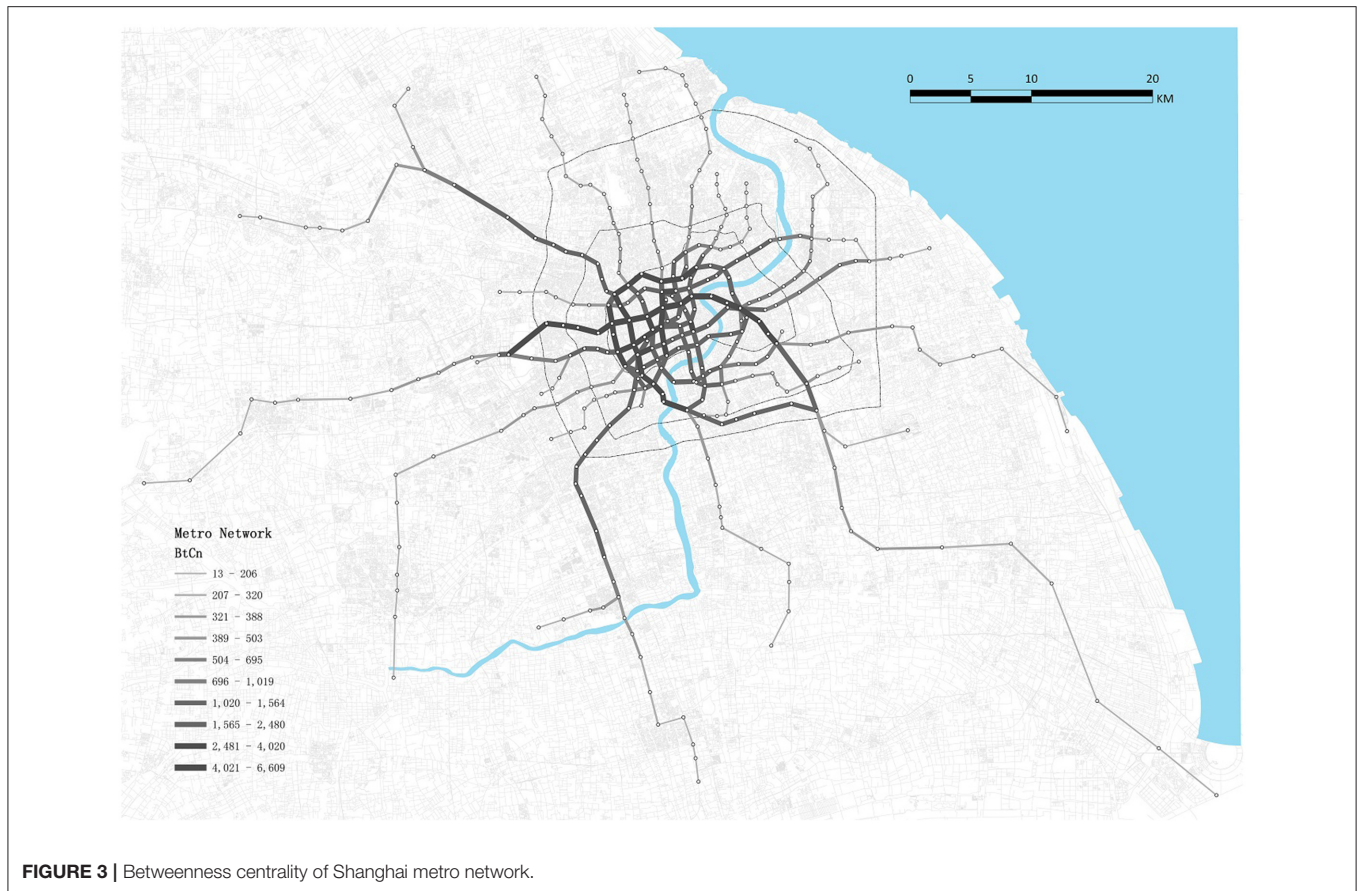 0 5 10 20
KM
Metro Network
BtCn
13 - 206
207 - 320
321 - 388
389 - 503
504 - 695
696 - 1,019
1,020 - 1,564
1,565 - 2,480
2,481 - 4,020
4,021 - 6,609
FIGURE 3 | Betweenness centrality of Shanghai metro network.